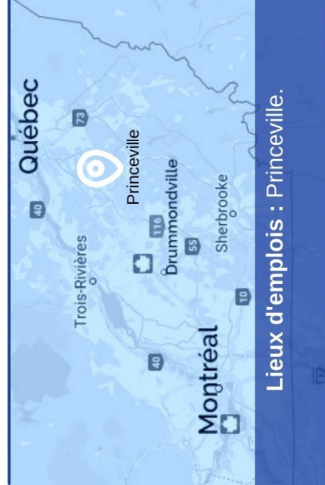 Québec
73
40
Princeville
Trois-Rivières
116
Drummondville
55
Sherbrooke
40
10
Montréal
Lieux d'emplois : Princeville.